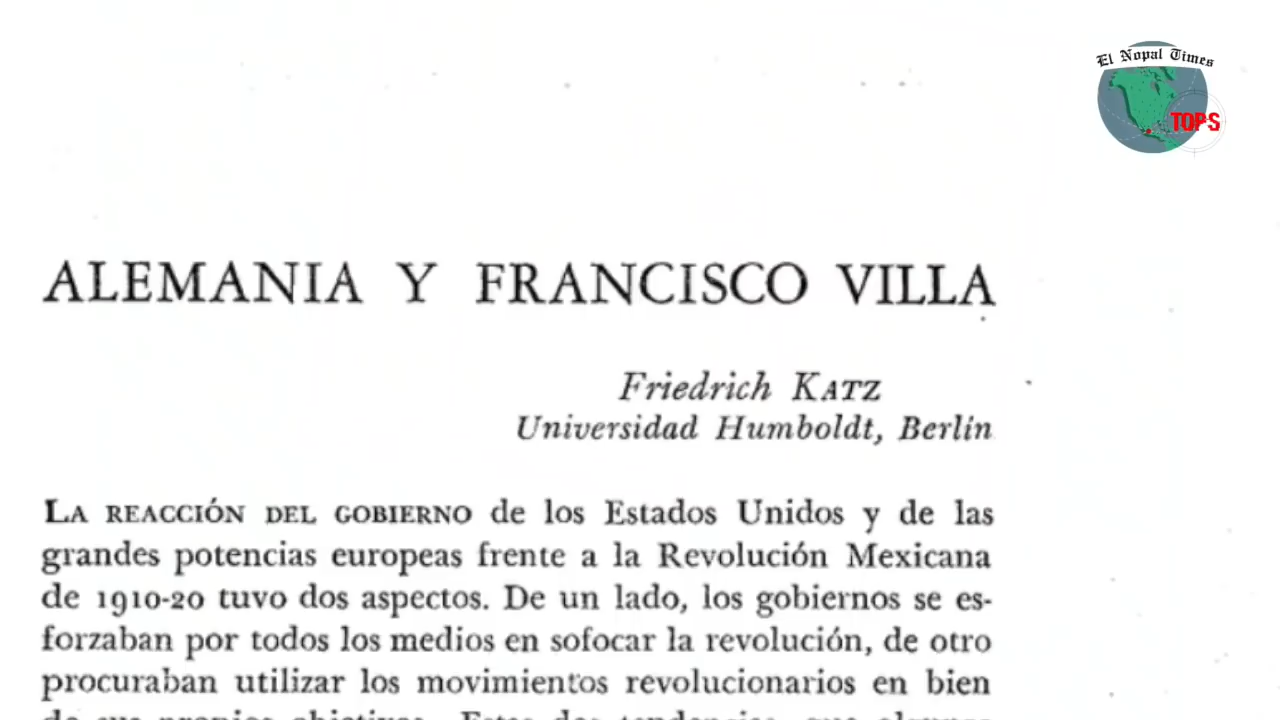 El Nopal Times
TOPS
ALEMANIA Y FRANCISCO VILLA
Friedrich KATZ
Universidad Humboldt, Berlín
LA REACCIÓN DEL GOBIERNO de los Estados Unidos y de las
grandes potencias europeas frente a la Revolución Mexicana
de 1910-20 tuvo dos aspectos. De un lado, los gobiernos se es-
forzaban por todos los medios en sofocar la revolución, de otro
procuraban utilizar los movimientos revolucionarios en bien